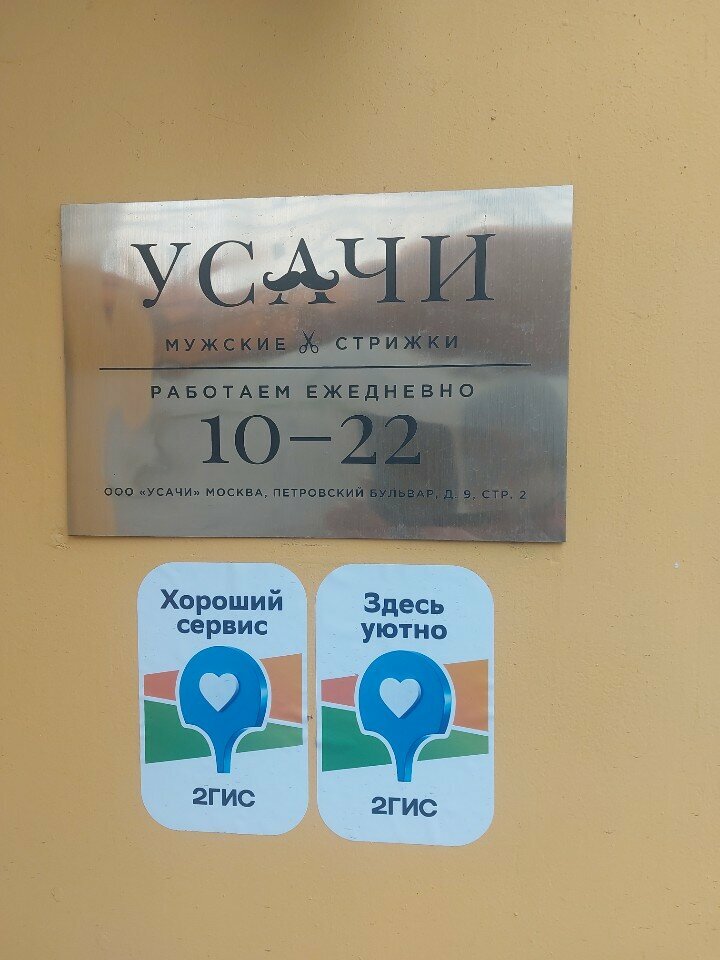 УСАЧИ
МУЖСКИЕ СТРИЖКИ
РАБОТАЕМ ЕЖЕДНЕВНО
10–22
ООО «УСАЧИ» МОСКВА, ПЕТРОВСКИЙ БУЛЬВАР, Д. 9, СТР. 2
Хороший
сервис
2ГИС
Здесь
уютно
2ГИС